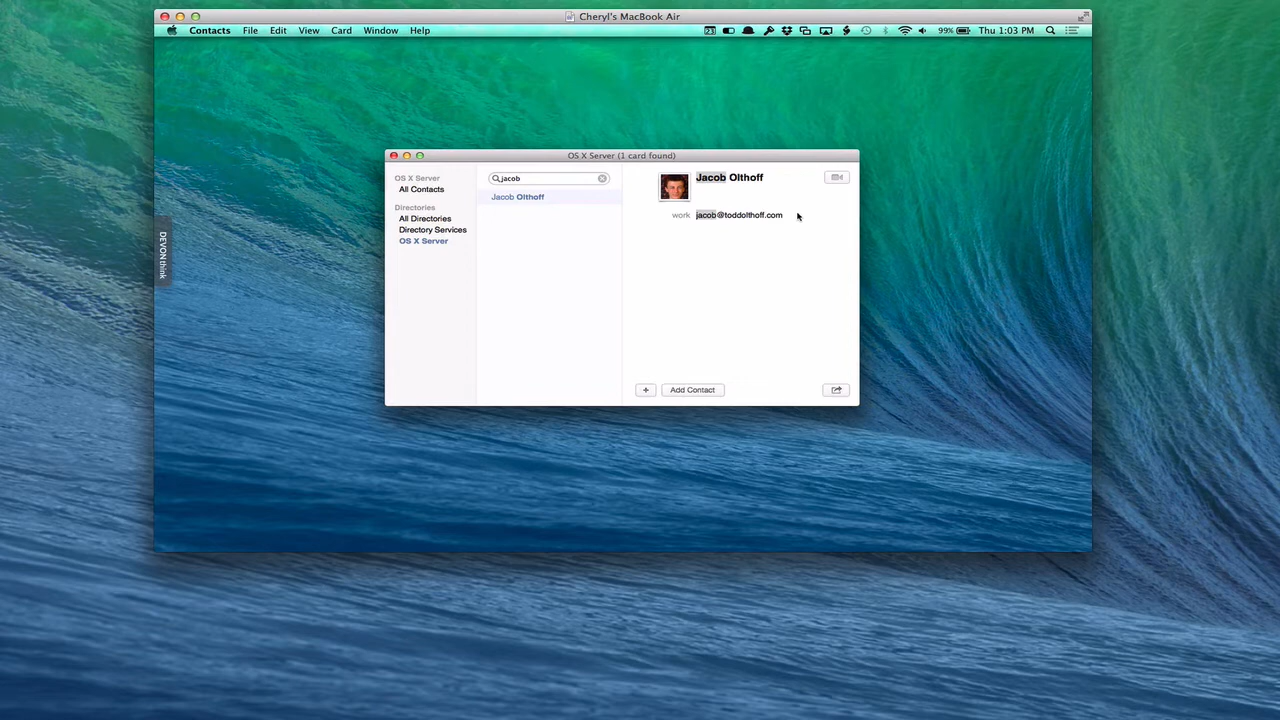 Cheryl's MacBook Air
Contacts File Edit View Card Window Help
23 99% Thu 1:03 PM
OS X Server (1 card found)
OS X Server
All Contacts
Directories
All Directories
Directory Services
OS X Server
jacob
Jacob Olthoff
Jacob Olthoff
work jacob@toddolthoff.com
+ Add Contact
DEVONthink